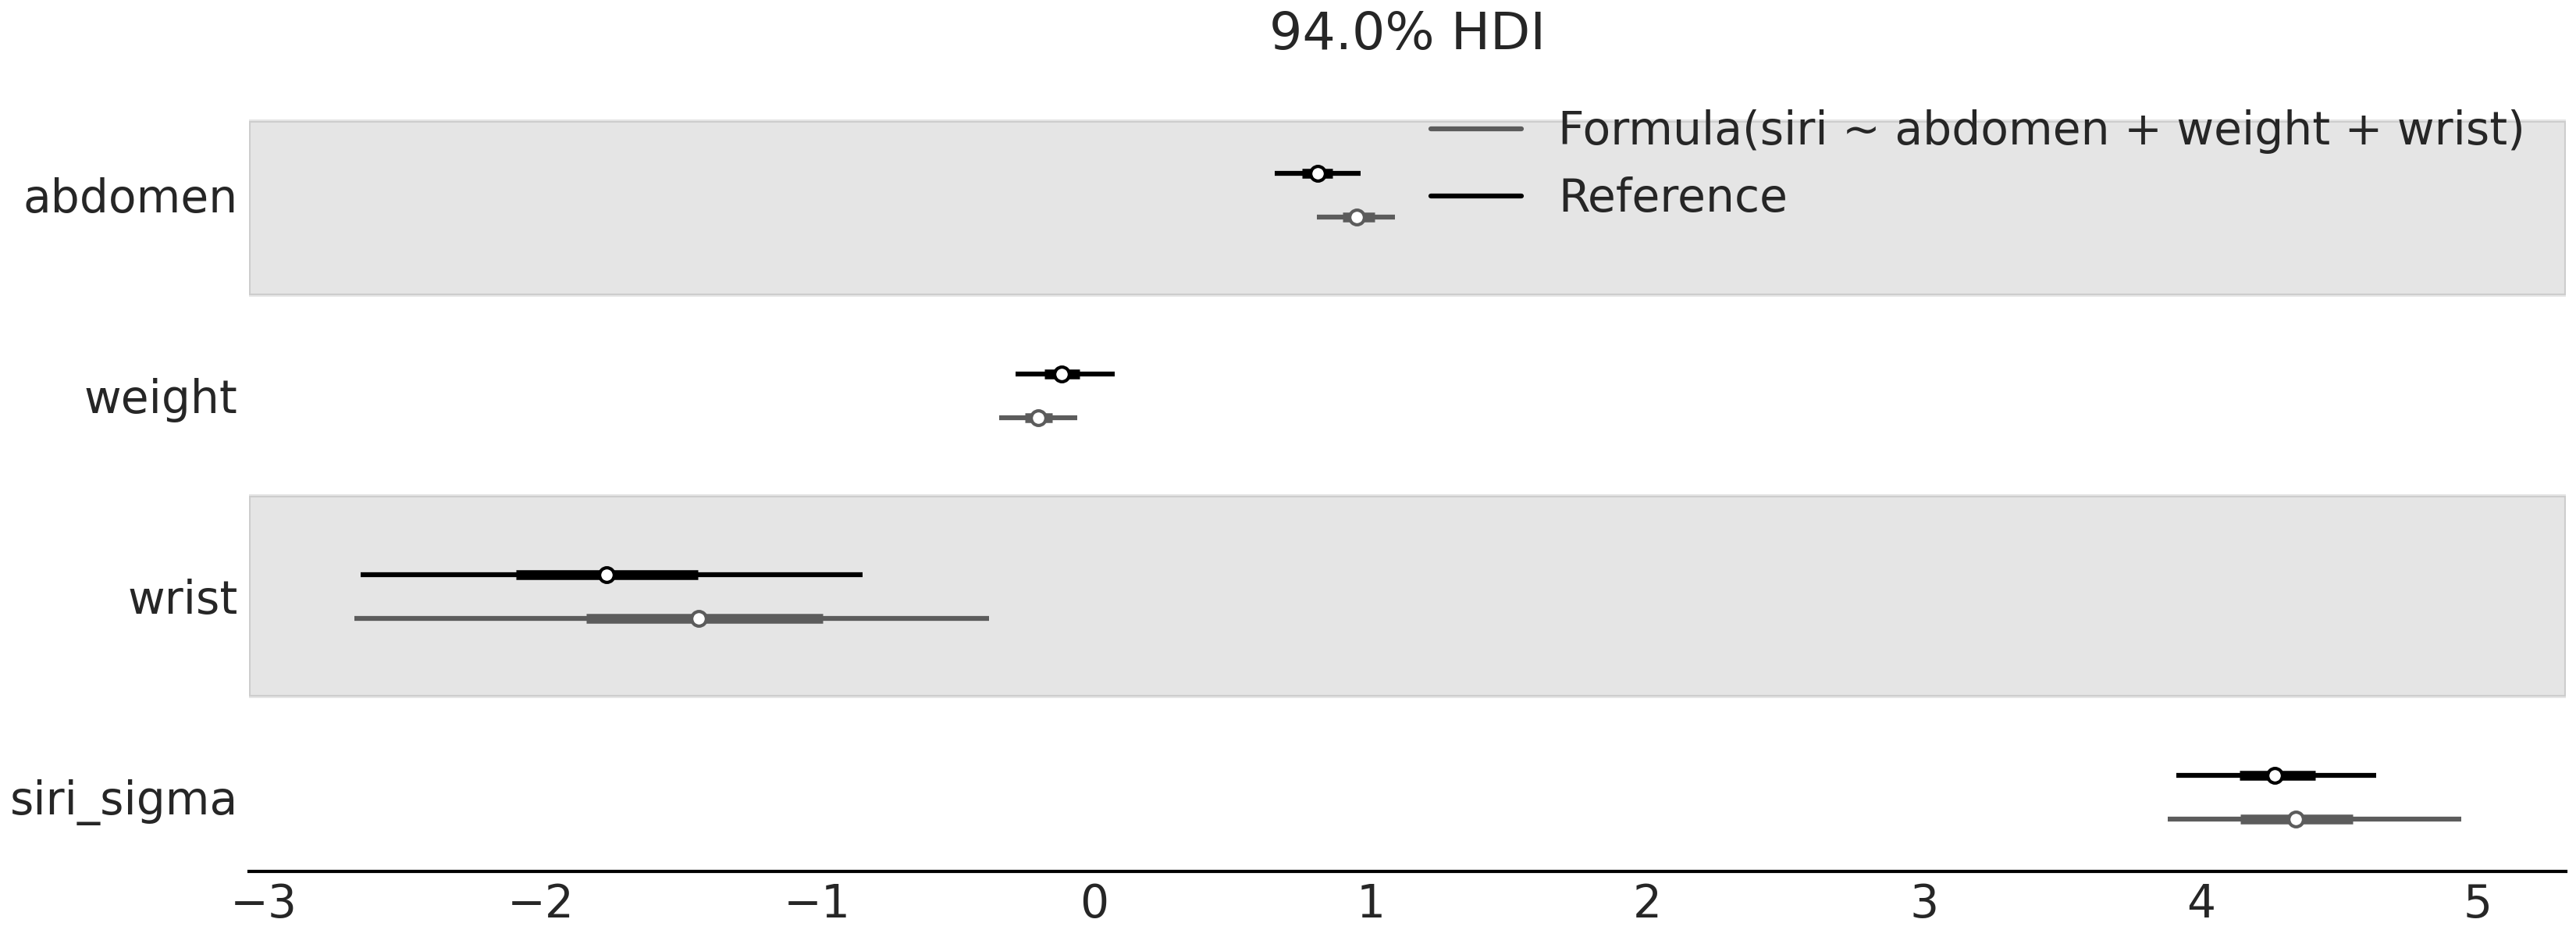 94.0% HDI
Formula(siri ~ abdomen + weight + wrist)
Reference
abdomen
weight
wrist
siri_sigma
−3 −2 −1 0 1 2 3 4 5